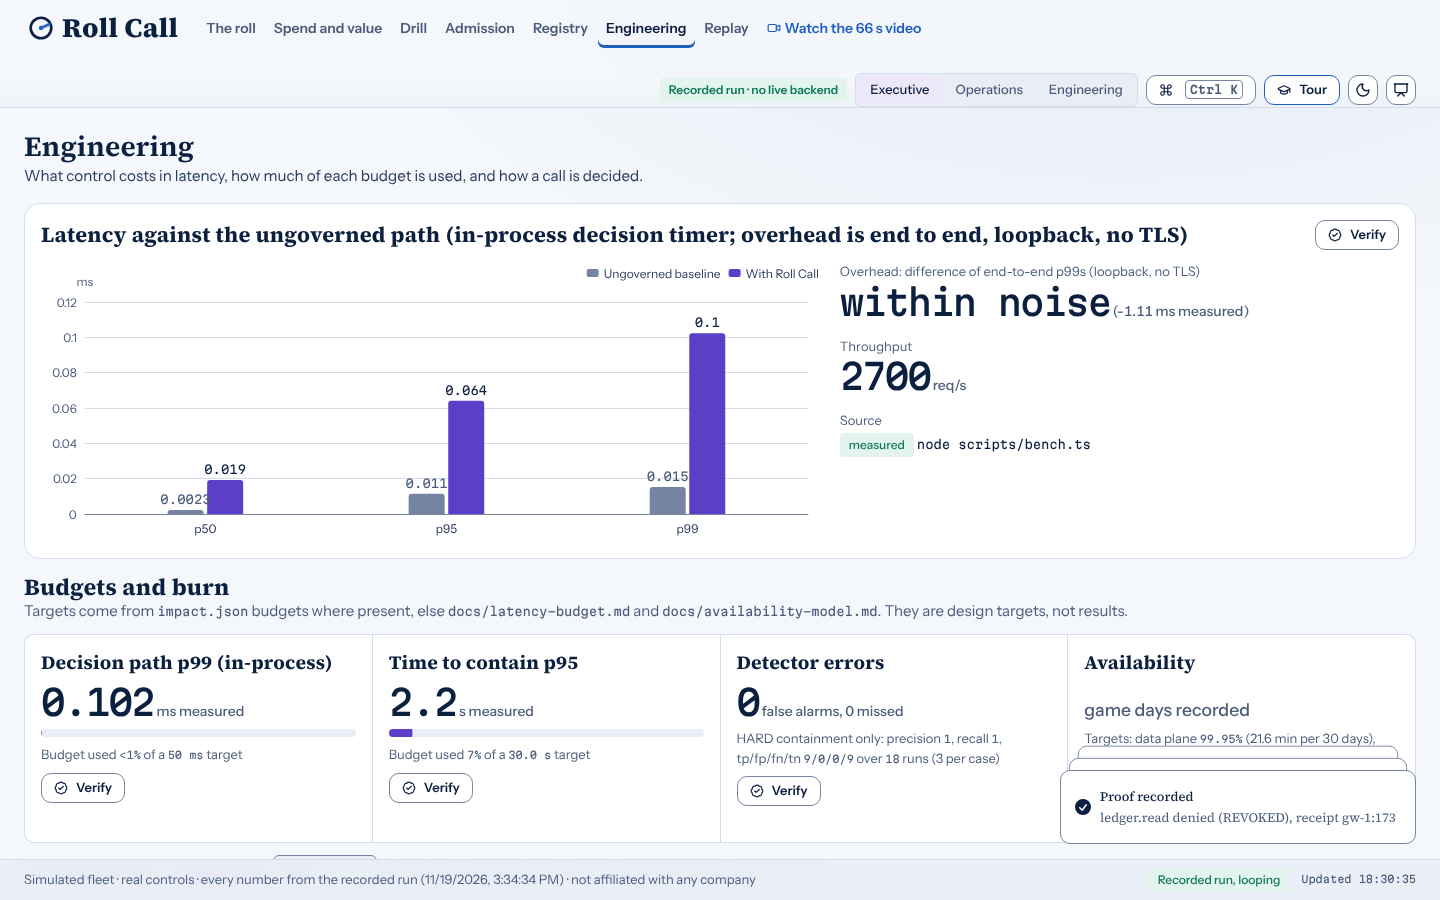 Roll Call
The roll
Spend and value
Drill
Admission
Registry
Engineering
Replay
Watch the 66 s video
Recorded run · no live backend
Executive
Operations
Engineering
⌘ Ctrl K
Tour
Engineering
What control costs in latency, how much of each budget is used, and how a call is decided.
Latency against the ungoverned path (in-process decision timer; overhead is end to end, loopback, no TLS)
Verify
Ungoverned baseline
With Roll Call
ms
0.12
0.1
0.08
0.06
0.04
0.02
0
0.0023
0.019
0.011
0.064
0.015
0.1
p50
p95
p99
Overhead: difference of end-to-end p99s (loopback, no TLS)
within noise (-1.11 ms measured)
Throughput
2700 req/s
Source
measured node scripts/bench.ts
Budgets and burn
Targets come from impact.json budgets where present, else docs/latency-budget.md and docs/availability-model.md. They are design targets, not results.
Decision path p99 (in-process)
0.102 ms measured
Budget used <1% of a 50 ms target
Verify
Time to contain p95
2.2 s measured
Budget used 7% of a 30.0 s target
Verify
Detector errors
0 false alarms, 0 missed
HARD containment only: precision 1, recall 1,
tp/fp/fn/tn 9/0/0/9 over 18 runs (3 per case)
Verify
Availability
game days recorded
Targets: data plane 99.95% (21.6 min per 30 days),
Proof recorded
ledger.read denied (REVOKED), receipt gw-1:173
Simulated fleet · real controls · every number from the recorded run (11/19/2026, 3:34:34 PM) · not affiliated with any company
Recorded run, looping
Updated 18:30:35